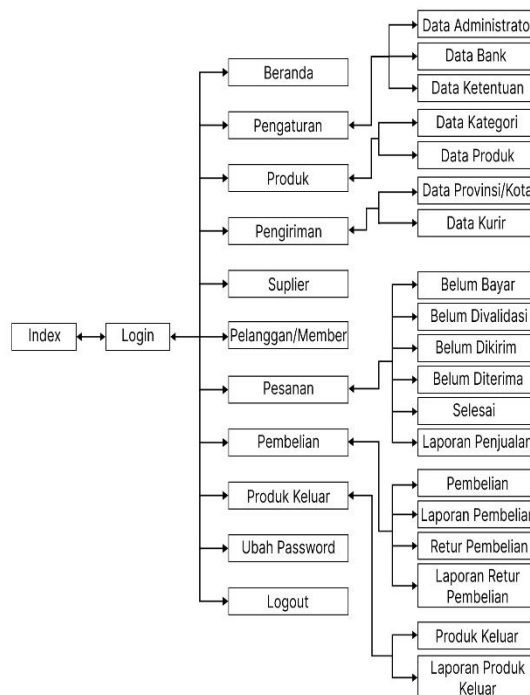 Data Administrato
Beranda
Data Bank
Data Ketentuan
Pengaturan
Data Kategori
Produk
Data Produk
Data Provinsi/Kota
Pengiriman
Data Kurir
Suplier
Belum Bayar
Index
Login
Pelanggan/Member
Belum Divalidasi
Belum Dikirim
Pesanan
Belum Diterima
Selesai
Pembelian
Laporan Penjualan
Pembelian
Produk Keluar
Laporan Pembelian
Retur Pembelian
Ubah Password
Laporan Retur
Pembelian
Logout
Produk Keluar
Laporan Produk
Keluar